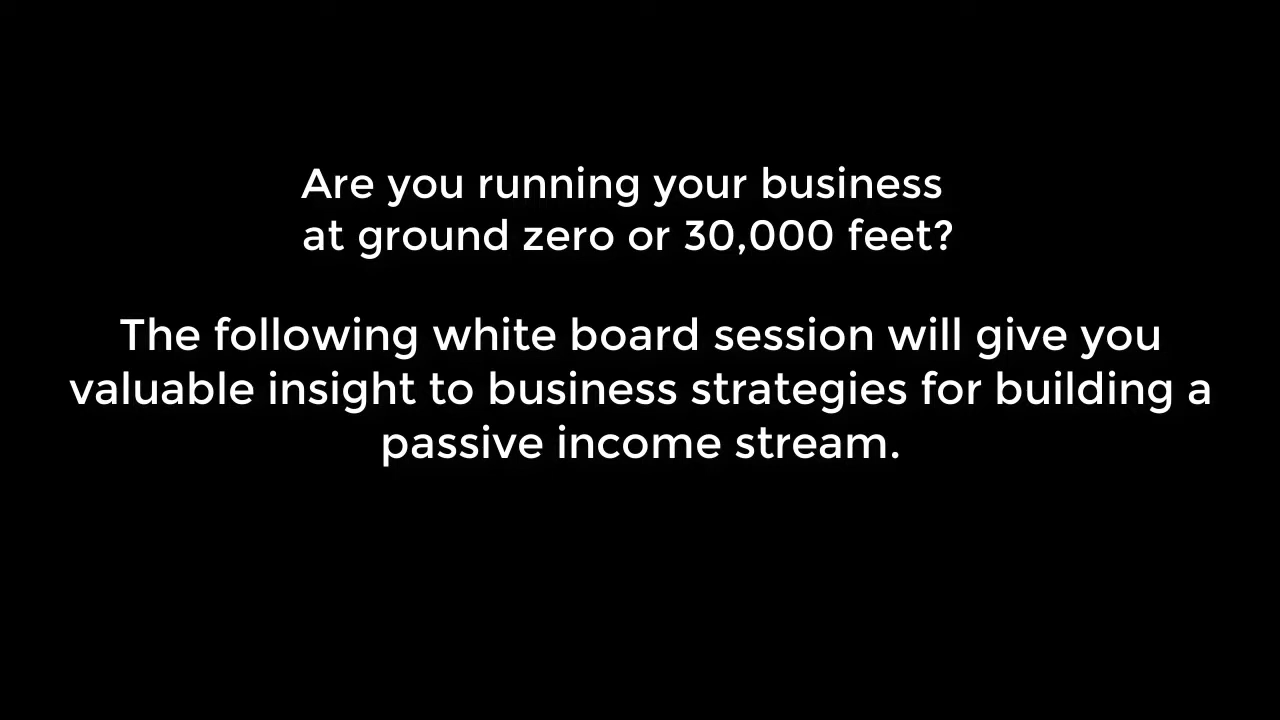 Are you running your business
at ground zero or 30,000 feet?
The following white board session will give you
valuable insight to business strategies for building a
passive income stream.